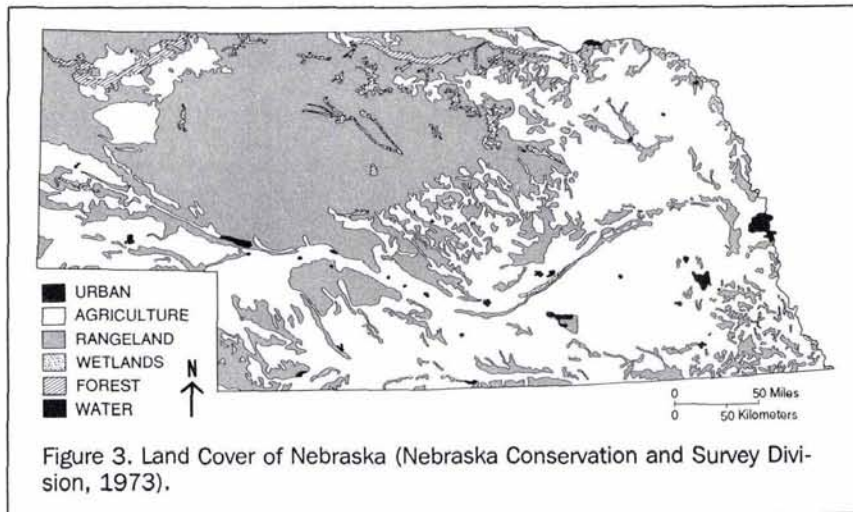 URBAN
AGRICULTURE
RANGELAND
WETLANDS
FOREST
WATER
N
0 50 Miles
0 50 Kilometers
Figure 3. Land Cover of Nebraska (Nebraska Conservation and Survey Divi-
sion, 1973).